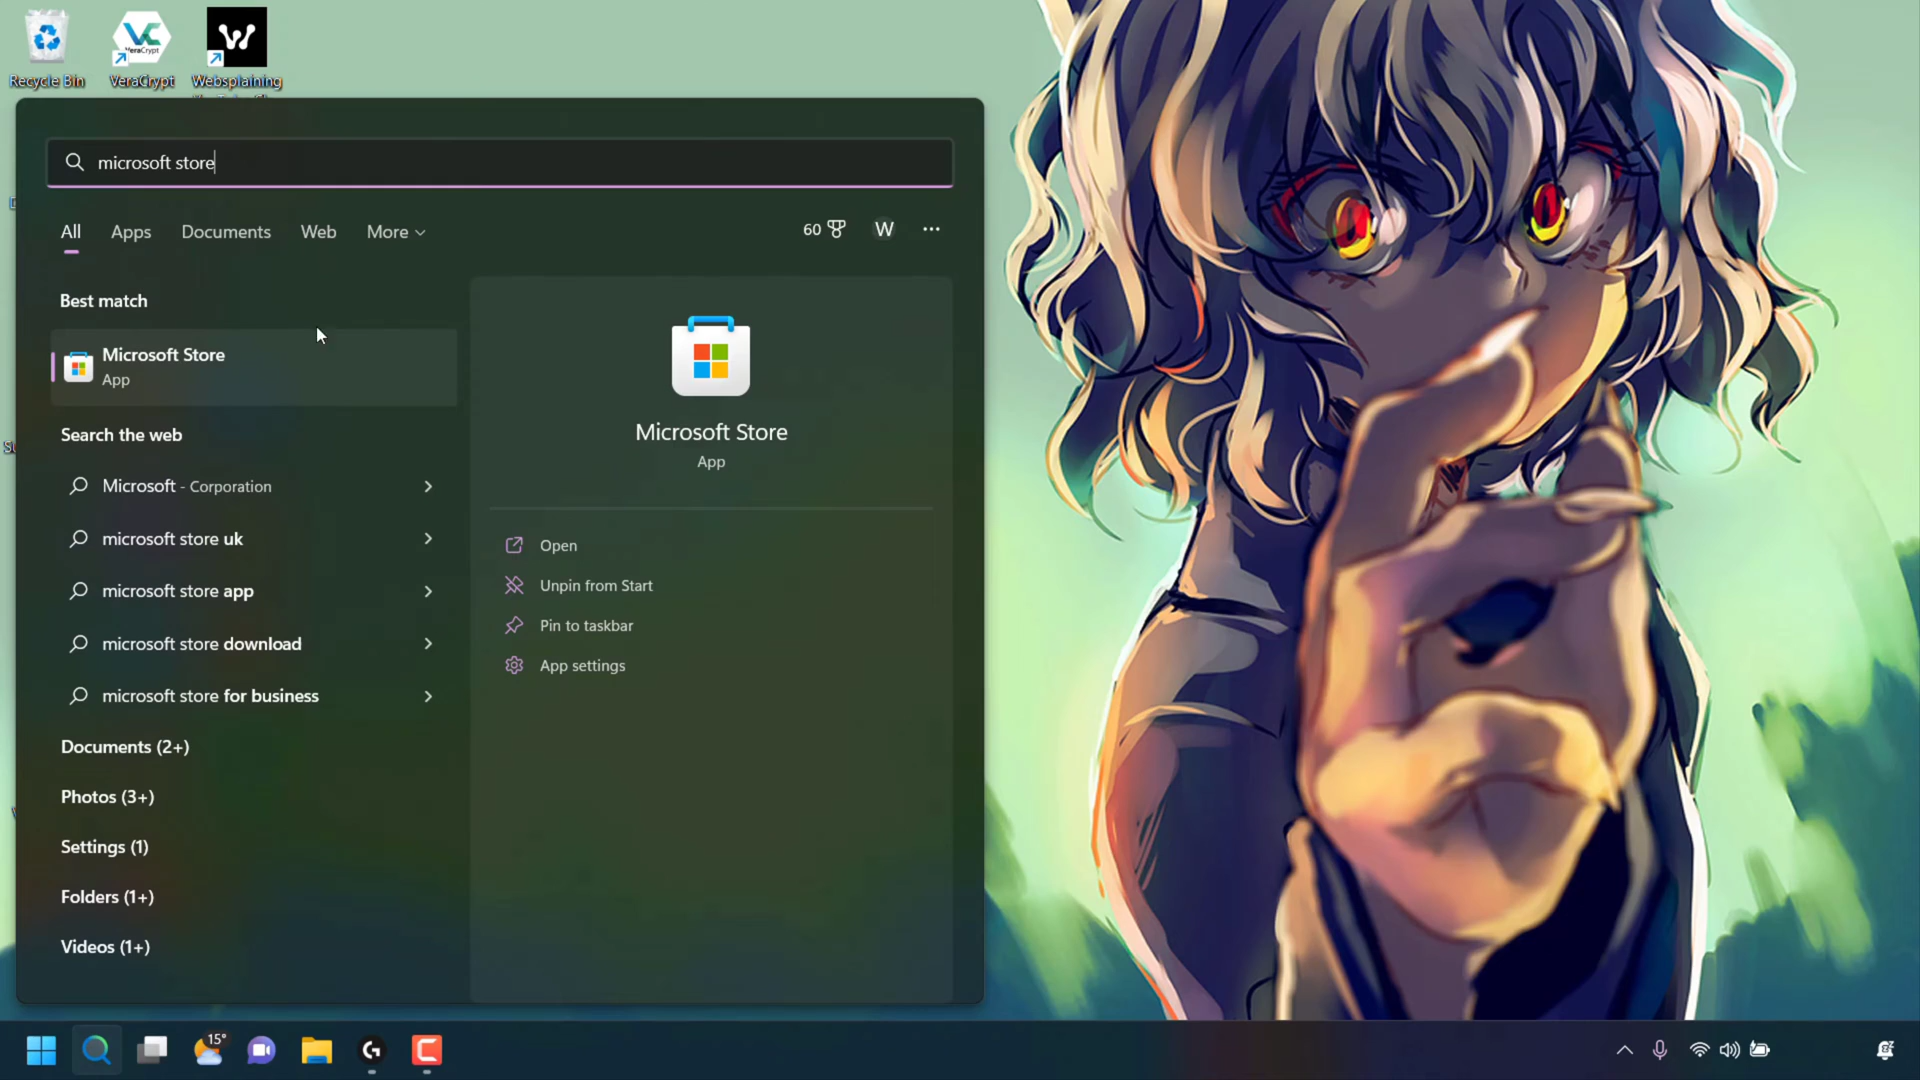 Recycle Bin
VeraCrypt
VeraCrypt
Websplaining
microsoft store
All
Apps
Documents
Web
More
60
W
Best match
Microsoft Store
App
Search the web
Microsoft - Corporation
microsoft store uk
microsoft store app
microsoft store download
microsoft store for business
Documents (2+)
Photos (3+)
Settings (1)
Folders (1+)
Videos (1+)
Microsoft Store
App
Open
Unpin from Start
Pin to taskbar
App settings
15°